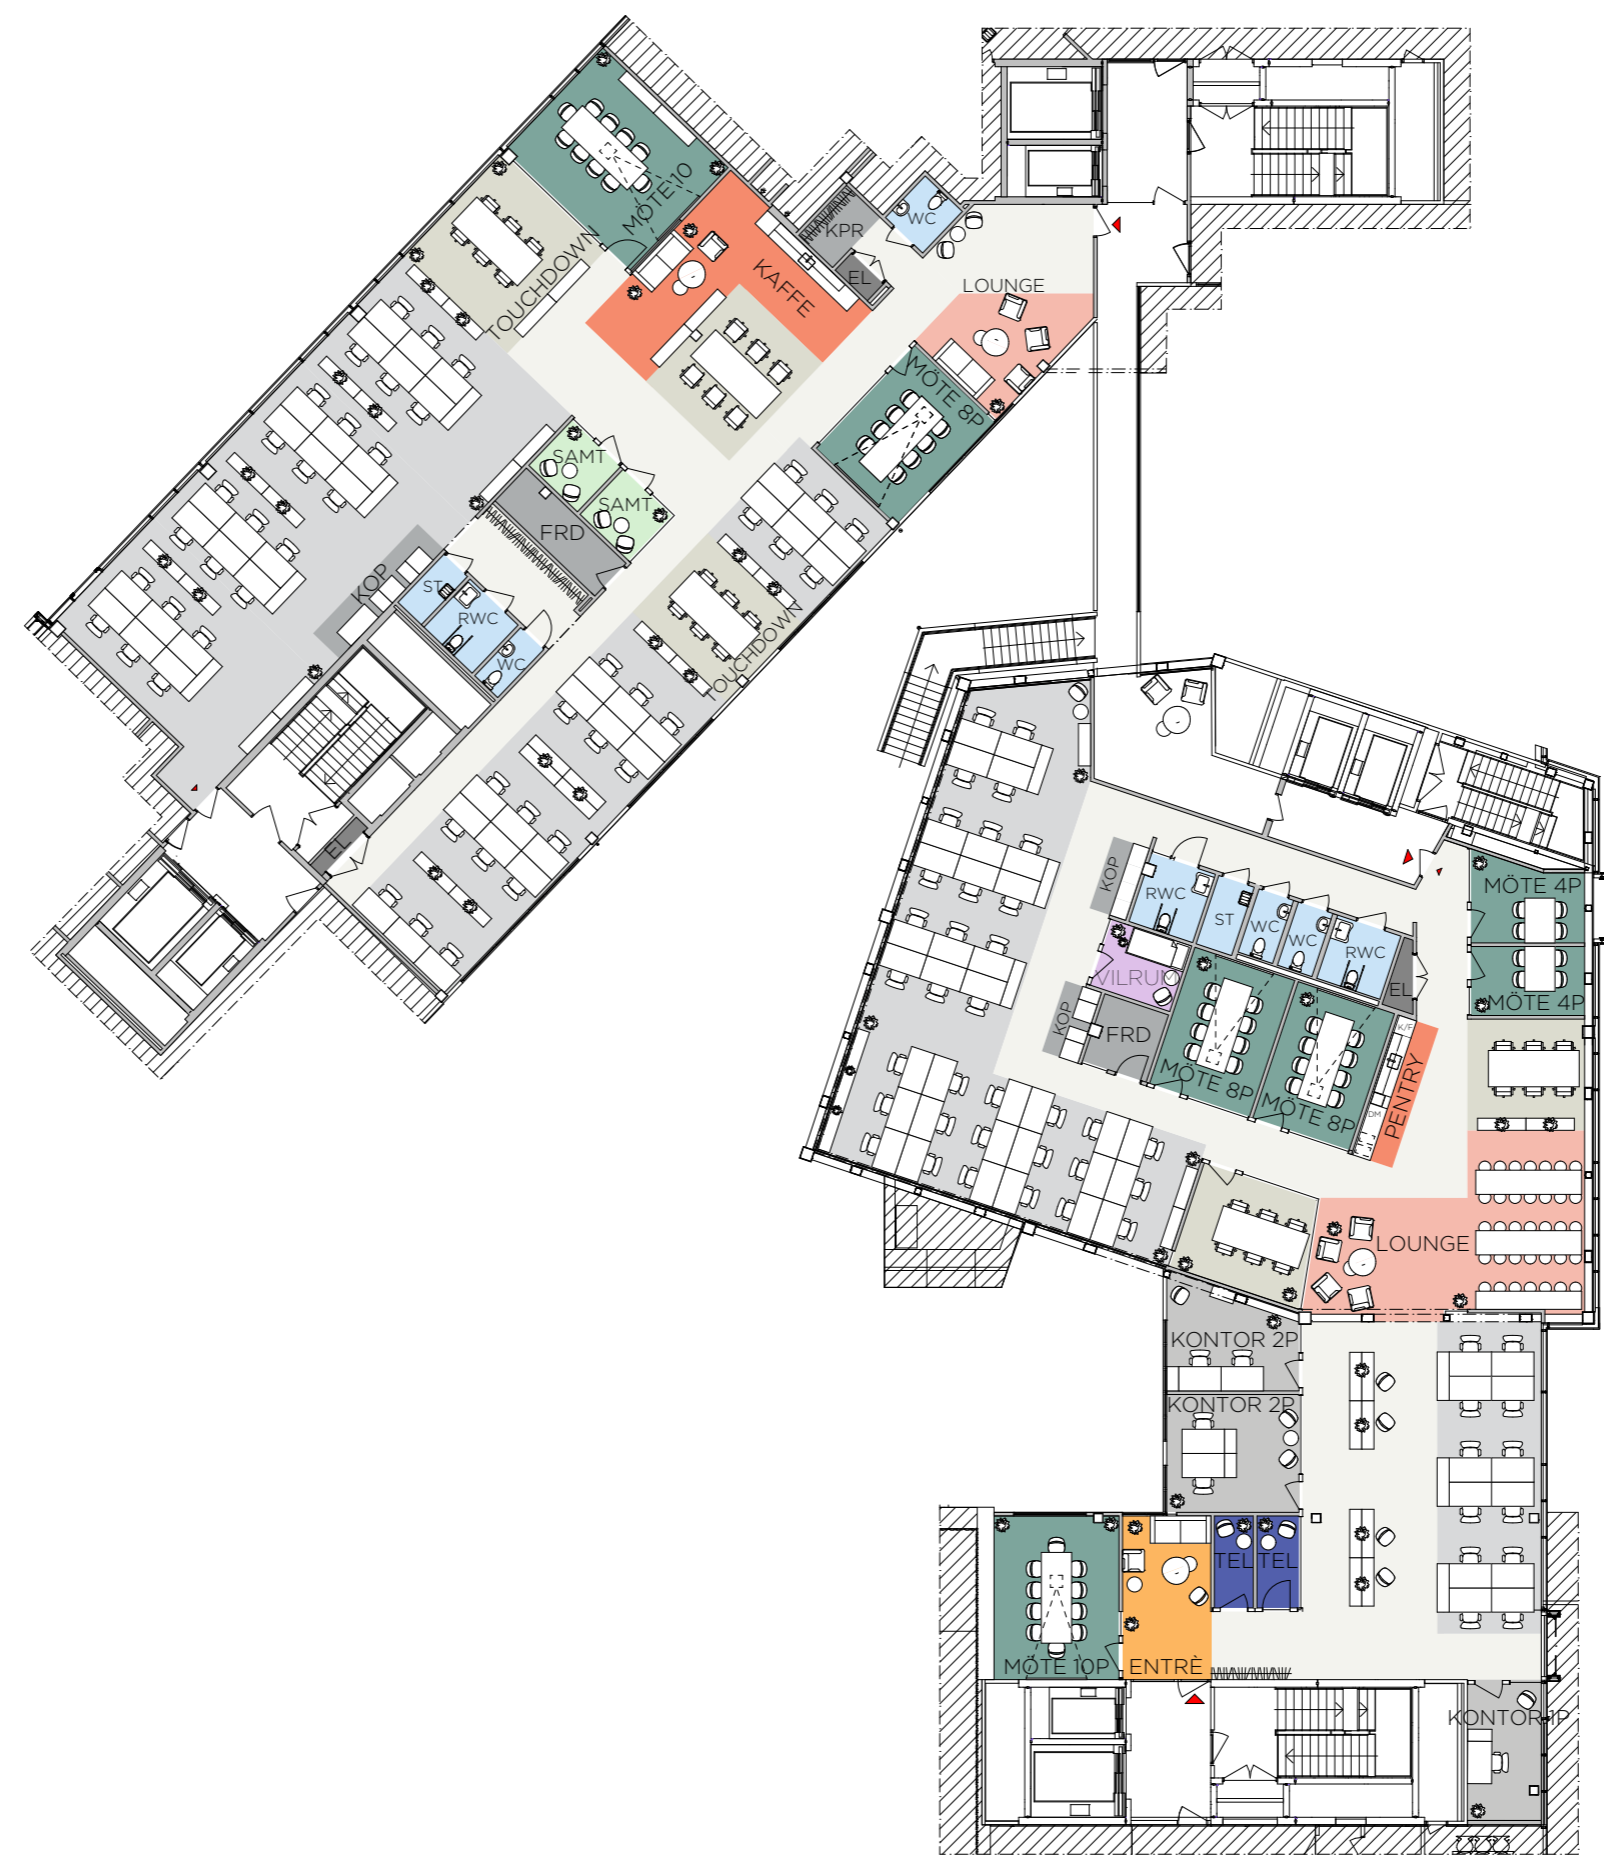 MÖTE 10
TOUCHDOWN
KAFFE
KPR
WC
EL
LOUNGE
MÖTE 8P
SAMT
SAMT
FRD
KOP
ST
RWC
WC
OUCHDOWN
EL
KOP
RWC
ST
WC
WC
RWC
EL
MÖTE 4P
MÖTE 4P
VILRUM
KOP
FRD
MÖTE 8P
MÖTE 8P
K/F
DM
PENTRY
LOUNGE
KONTOR 2P
KONTOR 2P
TEL
TEL
MÖTE 10P
ENTRÈ
KONTOR 1P